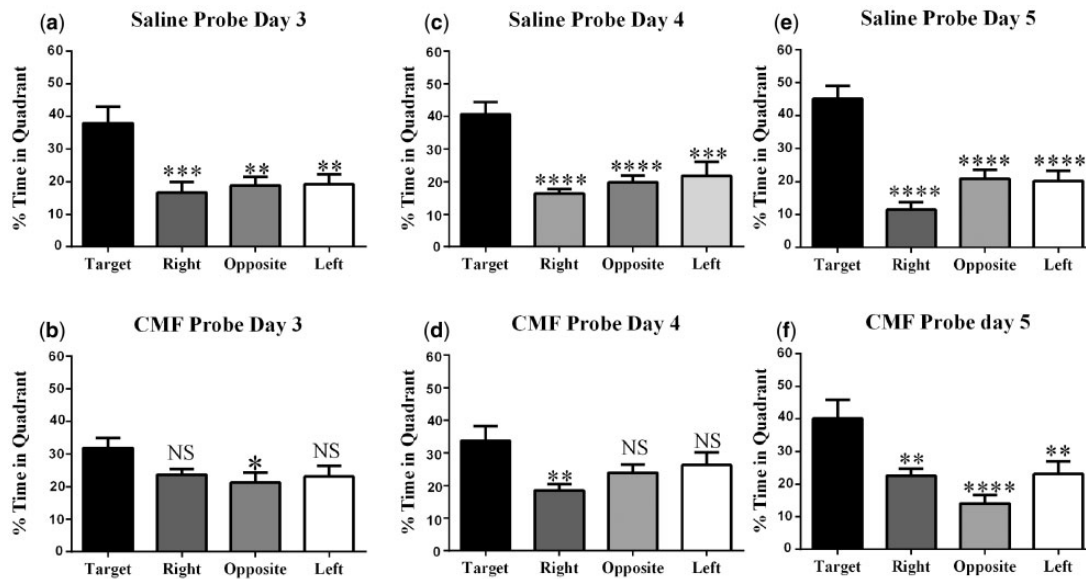 (a) Saline Probe Day 3
% Time in Quadrant
60
50
40
30
20
10
0
*** ** **
Target Right Opposite Left
(c) Saline Probe Day 4
% Time in Quadrant
60
50
40
30
20
10
0
**** **** ***
Target Right Opposite Left
(e) Saline Probe Day 5
% Time in Quadrant
60
50
40
30
20
10
0
**** **** ****
Target Right Opposite Left
(b) CMF Probe Day 3
% Time in Quadrant
60
50
40
30
20
10
0
NS * NS
Target Right Opposite Left
(d) CMF Probe Day 4
% Time in Quadrant
60
50
40
30
20
10
0
** NS NS
Target Right Opposite Left
(f) CMF Probe day 5
% Time in Quadrant
60
50
40
30
20
10
0
** **** **
Target Right Opposite Left